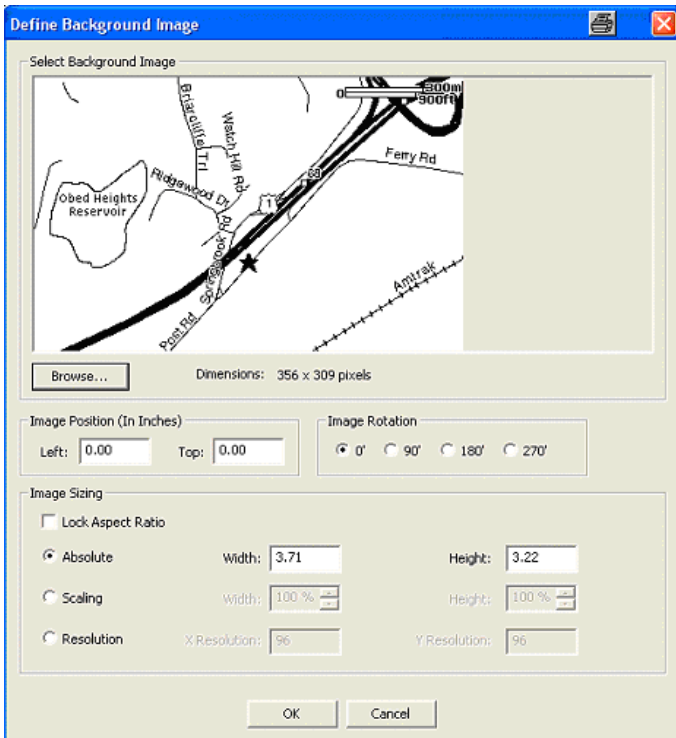 Define Background Image
Select Background Image
0
300m
900ft
Briarcliffe Trl
Watch Hill Rd
Ferry Rd
68
Ridgewood Dr
Obed Heights
Reservoir
1
Springbrook Rd
Amtrak
Post Rd
Browse...
Dimensions: 356 x 309 pixels
Image Position (In Inches)
Left: 0.00 Top: 0.00
Image Rotation
0' 90' 180' 270'
Image Sizing
Lock Aspect Ratio
Absolute Width: 3.71 Height: 3.22
Scaling Width: 100 % Height: 100 %
Resolution X Resolution: 96 Y Resolution: 96
OK Cancel